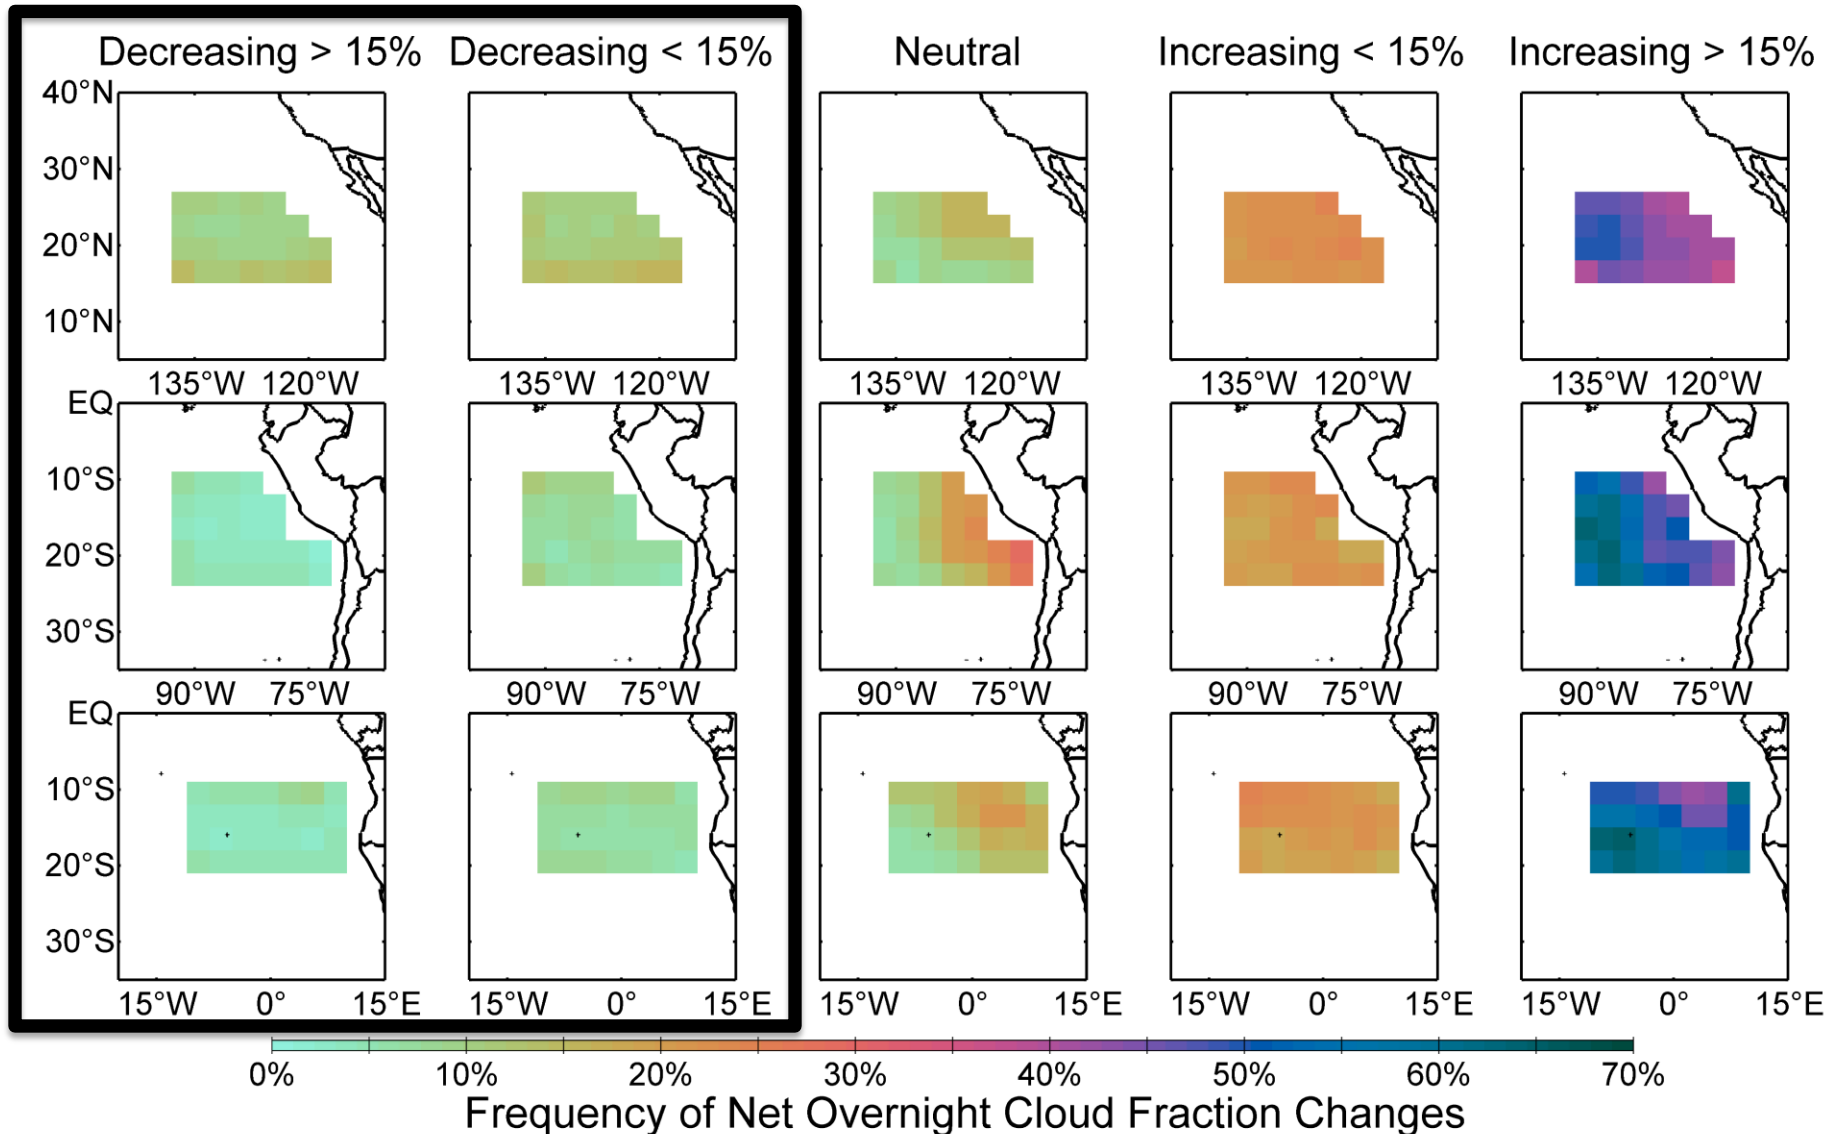 Decreasing > 15% Decreasing < 15% Neutral Increasing < 15% Increasing > 15%
40°N
30°N
20°N
10°N
135°W 120°W 135°W 120°W 135°W 120°W 135°W 120°W 135°W 120°W
EQ
10°S
20°S
30°S
90°W 75°W 90°W 75°W 90°W 75°W 90°W 75°W 90°W 75°W
EQ
10°S
20°S
30°S
15°W 0° 15°E 15°W 0° 15°E 15°W 0° 15°E 15°W 0° 15°E 15°W 0° 15°E
0% 10% 20% 30% 40% 50% 60% 70%
Frequency of Net Overnight Cloud Fraction Changes